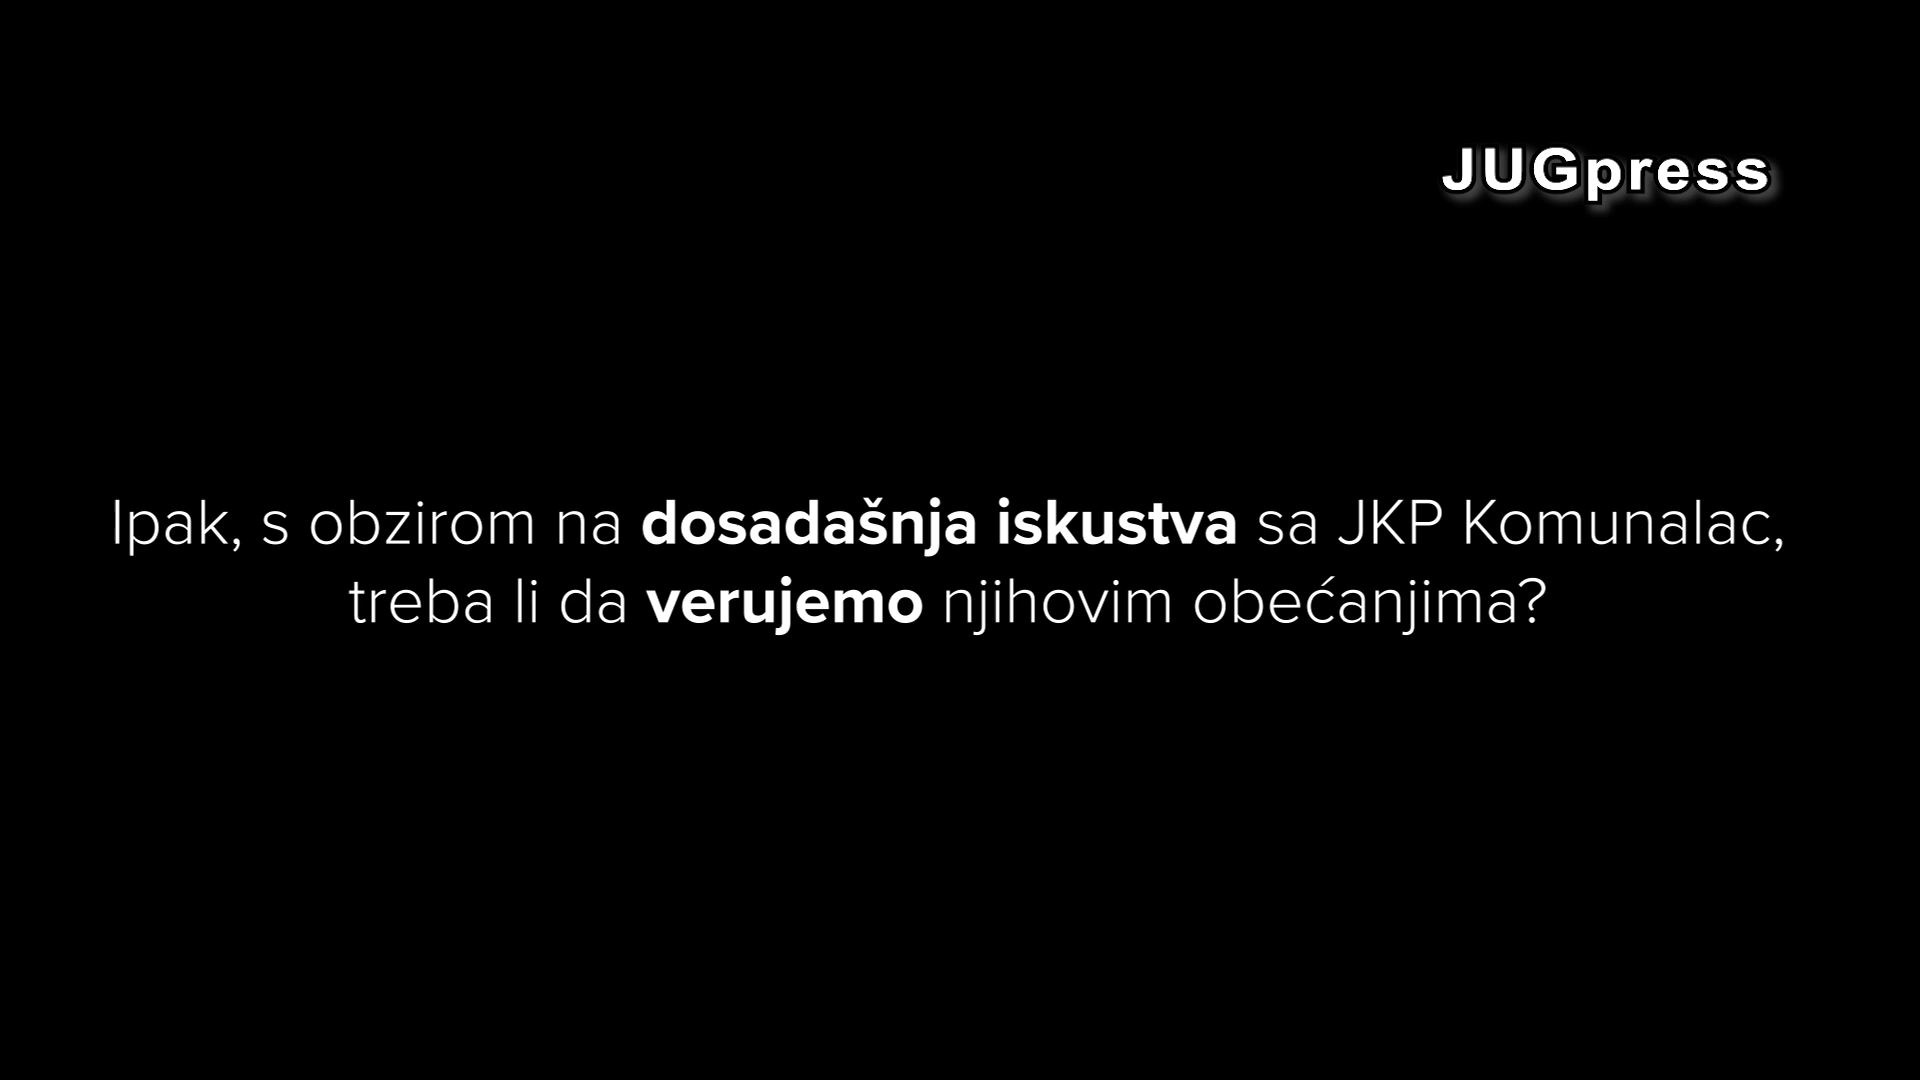 JUGpress
Ipak, s obzirom na dosadašnja iskustva sa JKP Komunalac,
treba li da verujemo njihovim obećanjima?